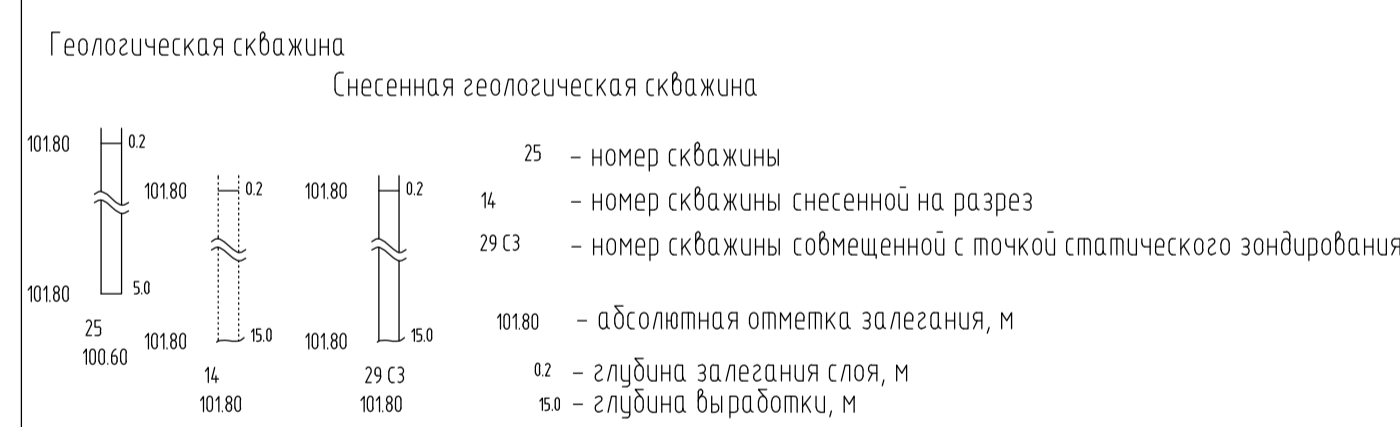 Геологическая скважина
Снесенная геологическая скважина
101.80 0.2
101.80 0.2
101.80 0.2
101.80 5.0
101.80 15.0
101.80 15.0
25
100.60
14
101.80
29 СЗ
101.80
25 – номер скважины
14 – номер скважины снесенной на разрез
29 СЗ – номер скважины совмещенной с точкой статического зондирования
101.80 – абсолютная отметка залегания, м
0.2 – глубина залегания слоя, м
15.0 – глубина выработки, м